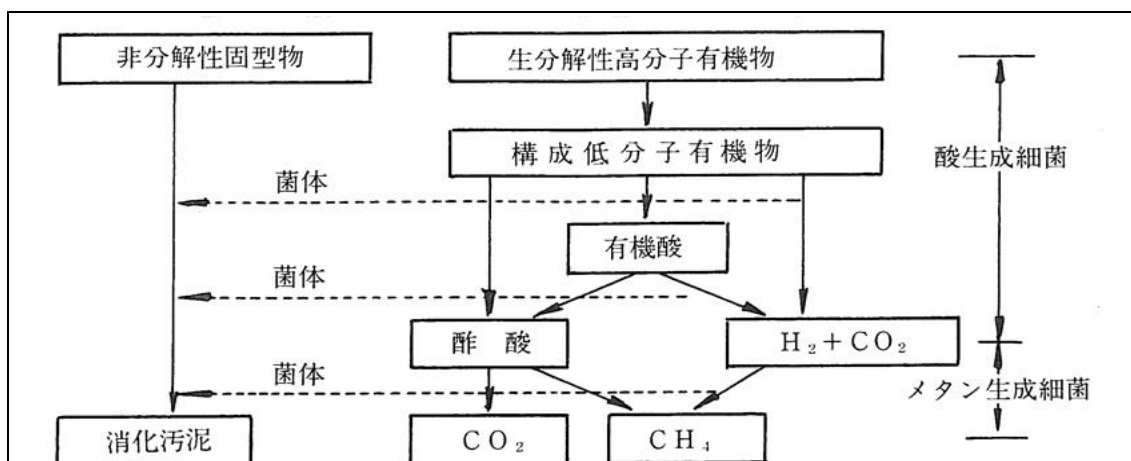 非分解性固型物
生分解性高分子有機物
構成低分子有機物
酸生成細菌
菌体
有機酸
菌体
酢 酸
H₂+CO₂
菌体
メタン生成細菌
消化汚泥
CO₂
CH₄